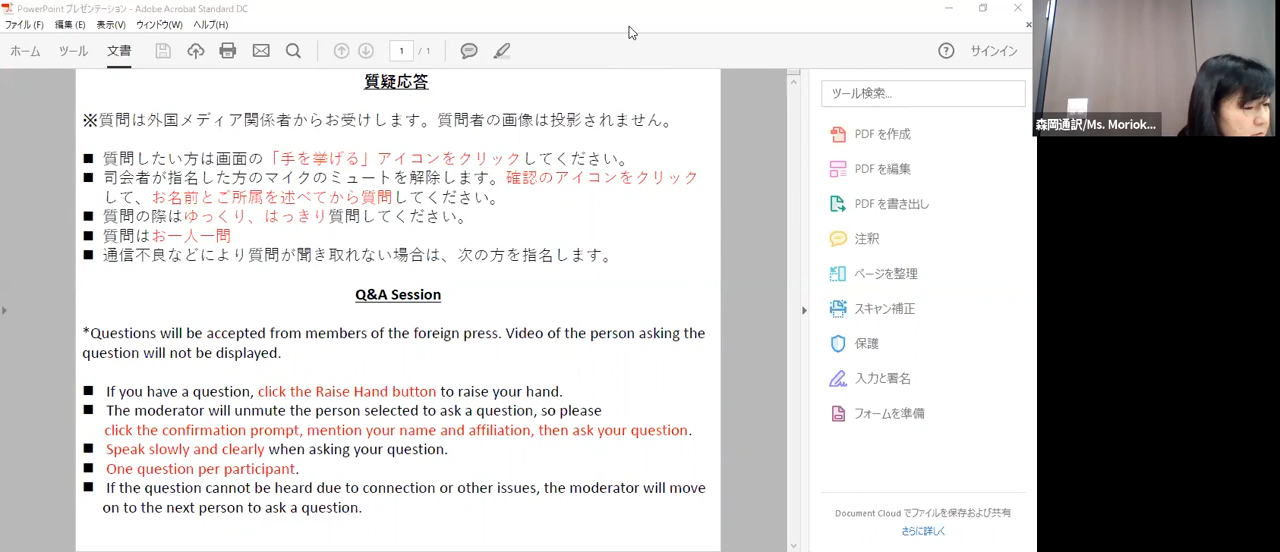 PowerPoint プレゼンテーション - Adobe Acrobat Standard DC
ファイル (F) 編集 (E) 表示(V) ウィンドウ(W) ヘルプ(H)
ホーム ツール 文書 1 / 1 サインイン
質疑応答
※質問は外国メディア関係者からお受けします。質問者の画像は投影されません。
■ 質問したい方は画面の「手を挙げる」アイコンをクリックしてください。
■ 司会者が指名した方のマイクのミュートを解除します。確認のアイコンをクリック
して、お名前とご所属を述べてから質問してください。
■ 質問の際はゆっくり、はっきり質問してください。
■ 質問はお一人一問
■ 通信不良などにより質問が聞き取れない場合は、次の方を指名します。
Q&A Session
*Questions will be accepted from members of the foreign press. Video of the person asking the
question will not be displayed.
■ If you have a question, click the Raise Hand button to raise your hand.
■ The moderator will unmute the person selected to ask a question, so please
click the confirmation prompt, mention your name and affiliation, then ask your question.
■ Speak slowly and clearly when asking your question.
■ One question per participant.
■ If the question cannot be heard due to connection or other issues, the moderator will move
on to the next person to ask a question.
ツール検索...
PDF を作成
PDF を編集
PDF を書き出し
注釈
ページを整理
スキャン補正
保護
入力と署名
フォームを準備
Document Cloud でファイルを保存および共有
さらに詳しく
森岡通訳/Ms. Moriok...